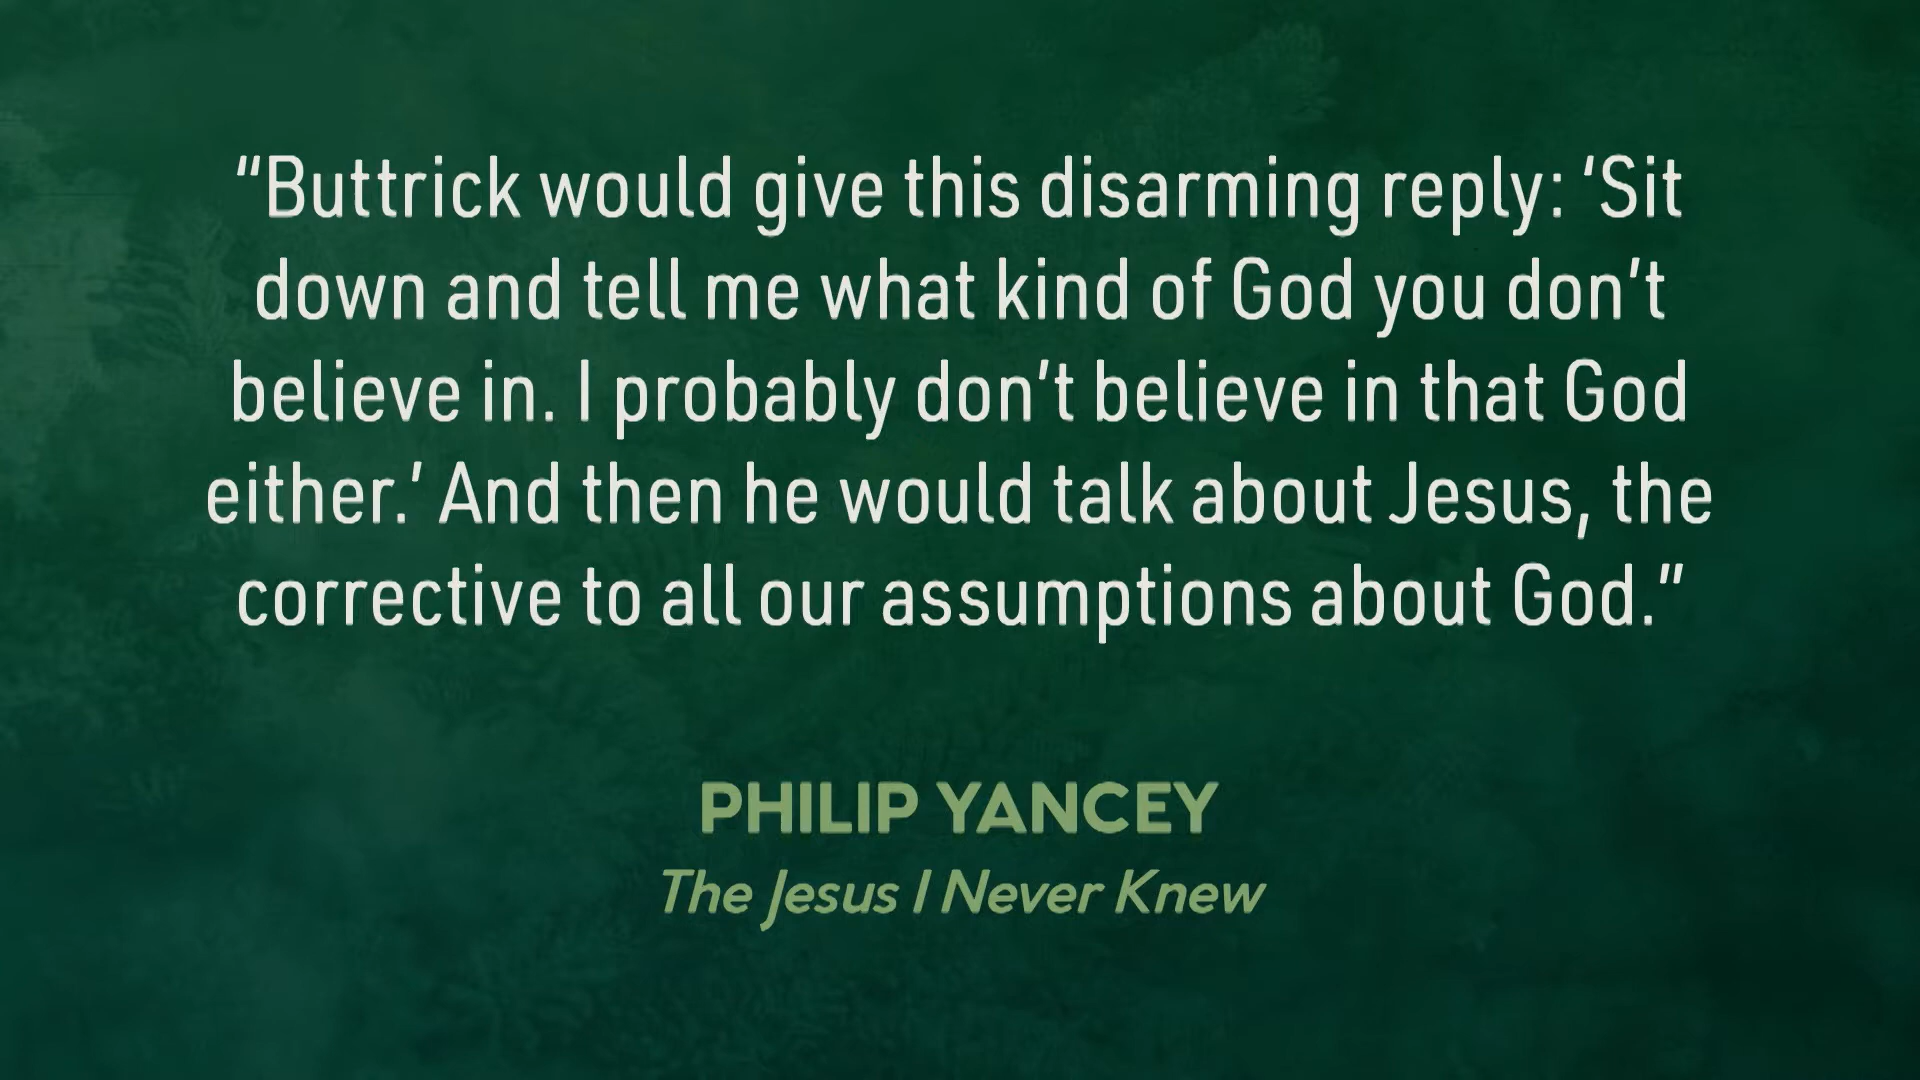 “Buttrick would give this disarming reply: ‘Sit
down and tell me what kind of God you don’t
believe in. I probably don’t believe in that God
either.’ And then he would talk about Jesus, the
corrective to all our assumptions about God.”
PHILIP YANCEY
The Jesus I Never Knew